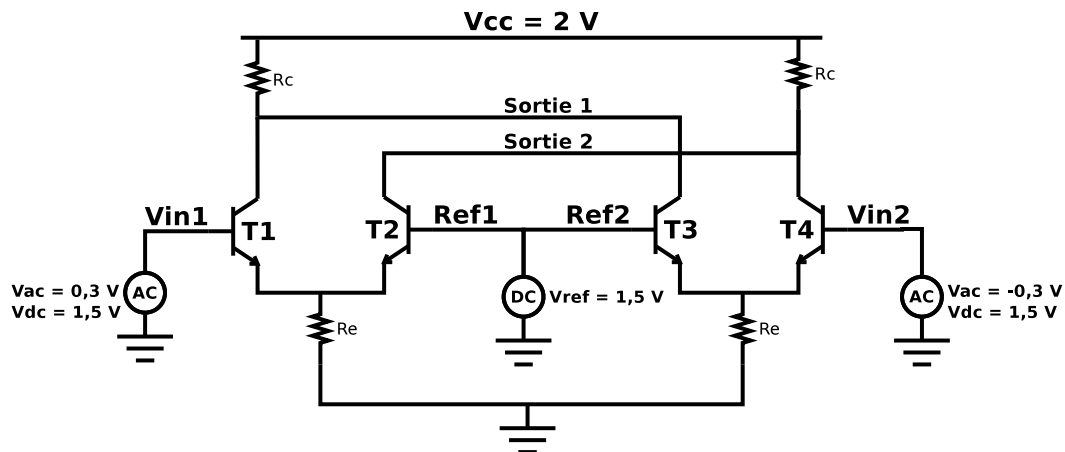 Vcc = 2 V
Rc
Rc
Sortie 1
Sortie 2
Vin1
T1
T2
Ref1
Ref2
T3
T4
Vin2
Vac = 0,3 V
Vdc = 1,5 V
AC
DC
Vref = 1,5 V
AC
Vac = -0,3 V
Vdc = 1,5 V
Re
Re